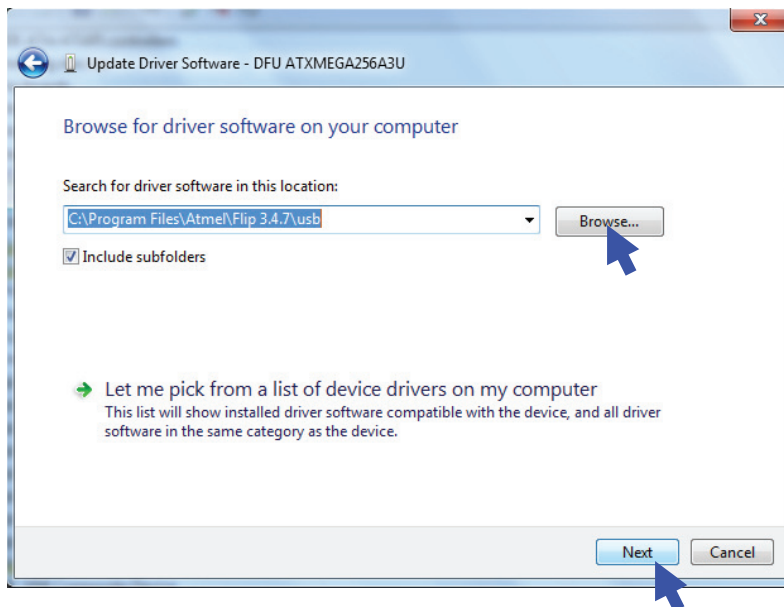 Update Driver Software - DFU ATXMEGA256A3U
Browse for driver software on your computer
Search for driver software in this location:
C:\Program Files\Atmel\Flip 3.4.7\usb
Browse...
Include subfolders
Let me pick from a list of device drivers on my computer
This list will show installed driver software compatible with the device, and all driver
software in the same category as the device.
Next
Cancel